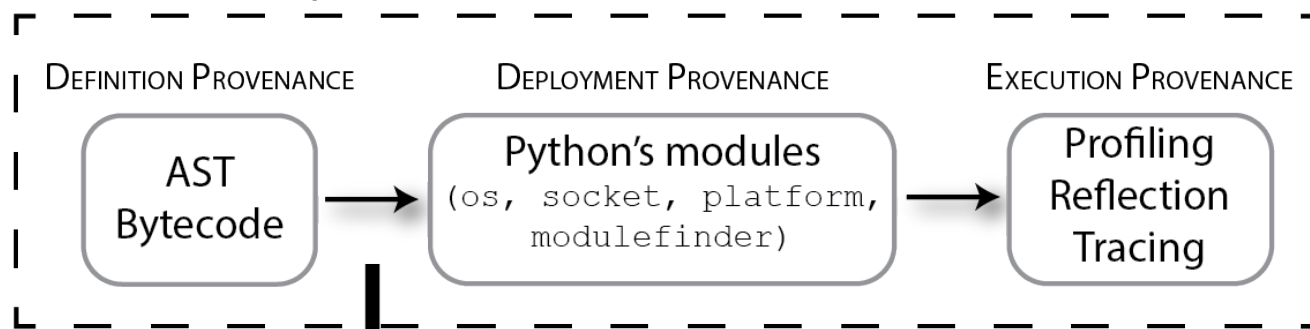 DEFINITION PROVENANCE
AST
Bytecode
DEPLOYMENT PROVENANCE
Python's modules
(os, socket, platform,
modulefinder)
EXECUTION PROVENANCE
Profiling
Reflection
Tracing